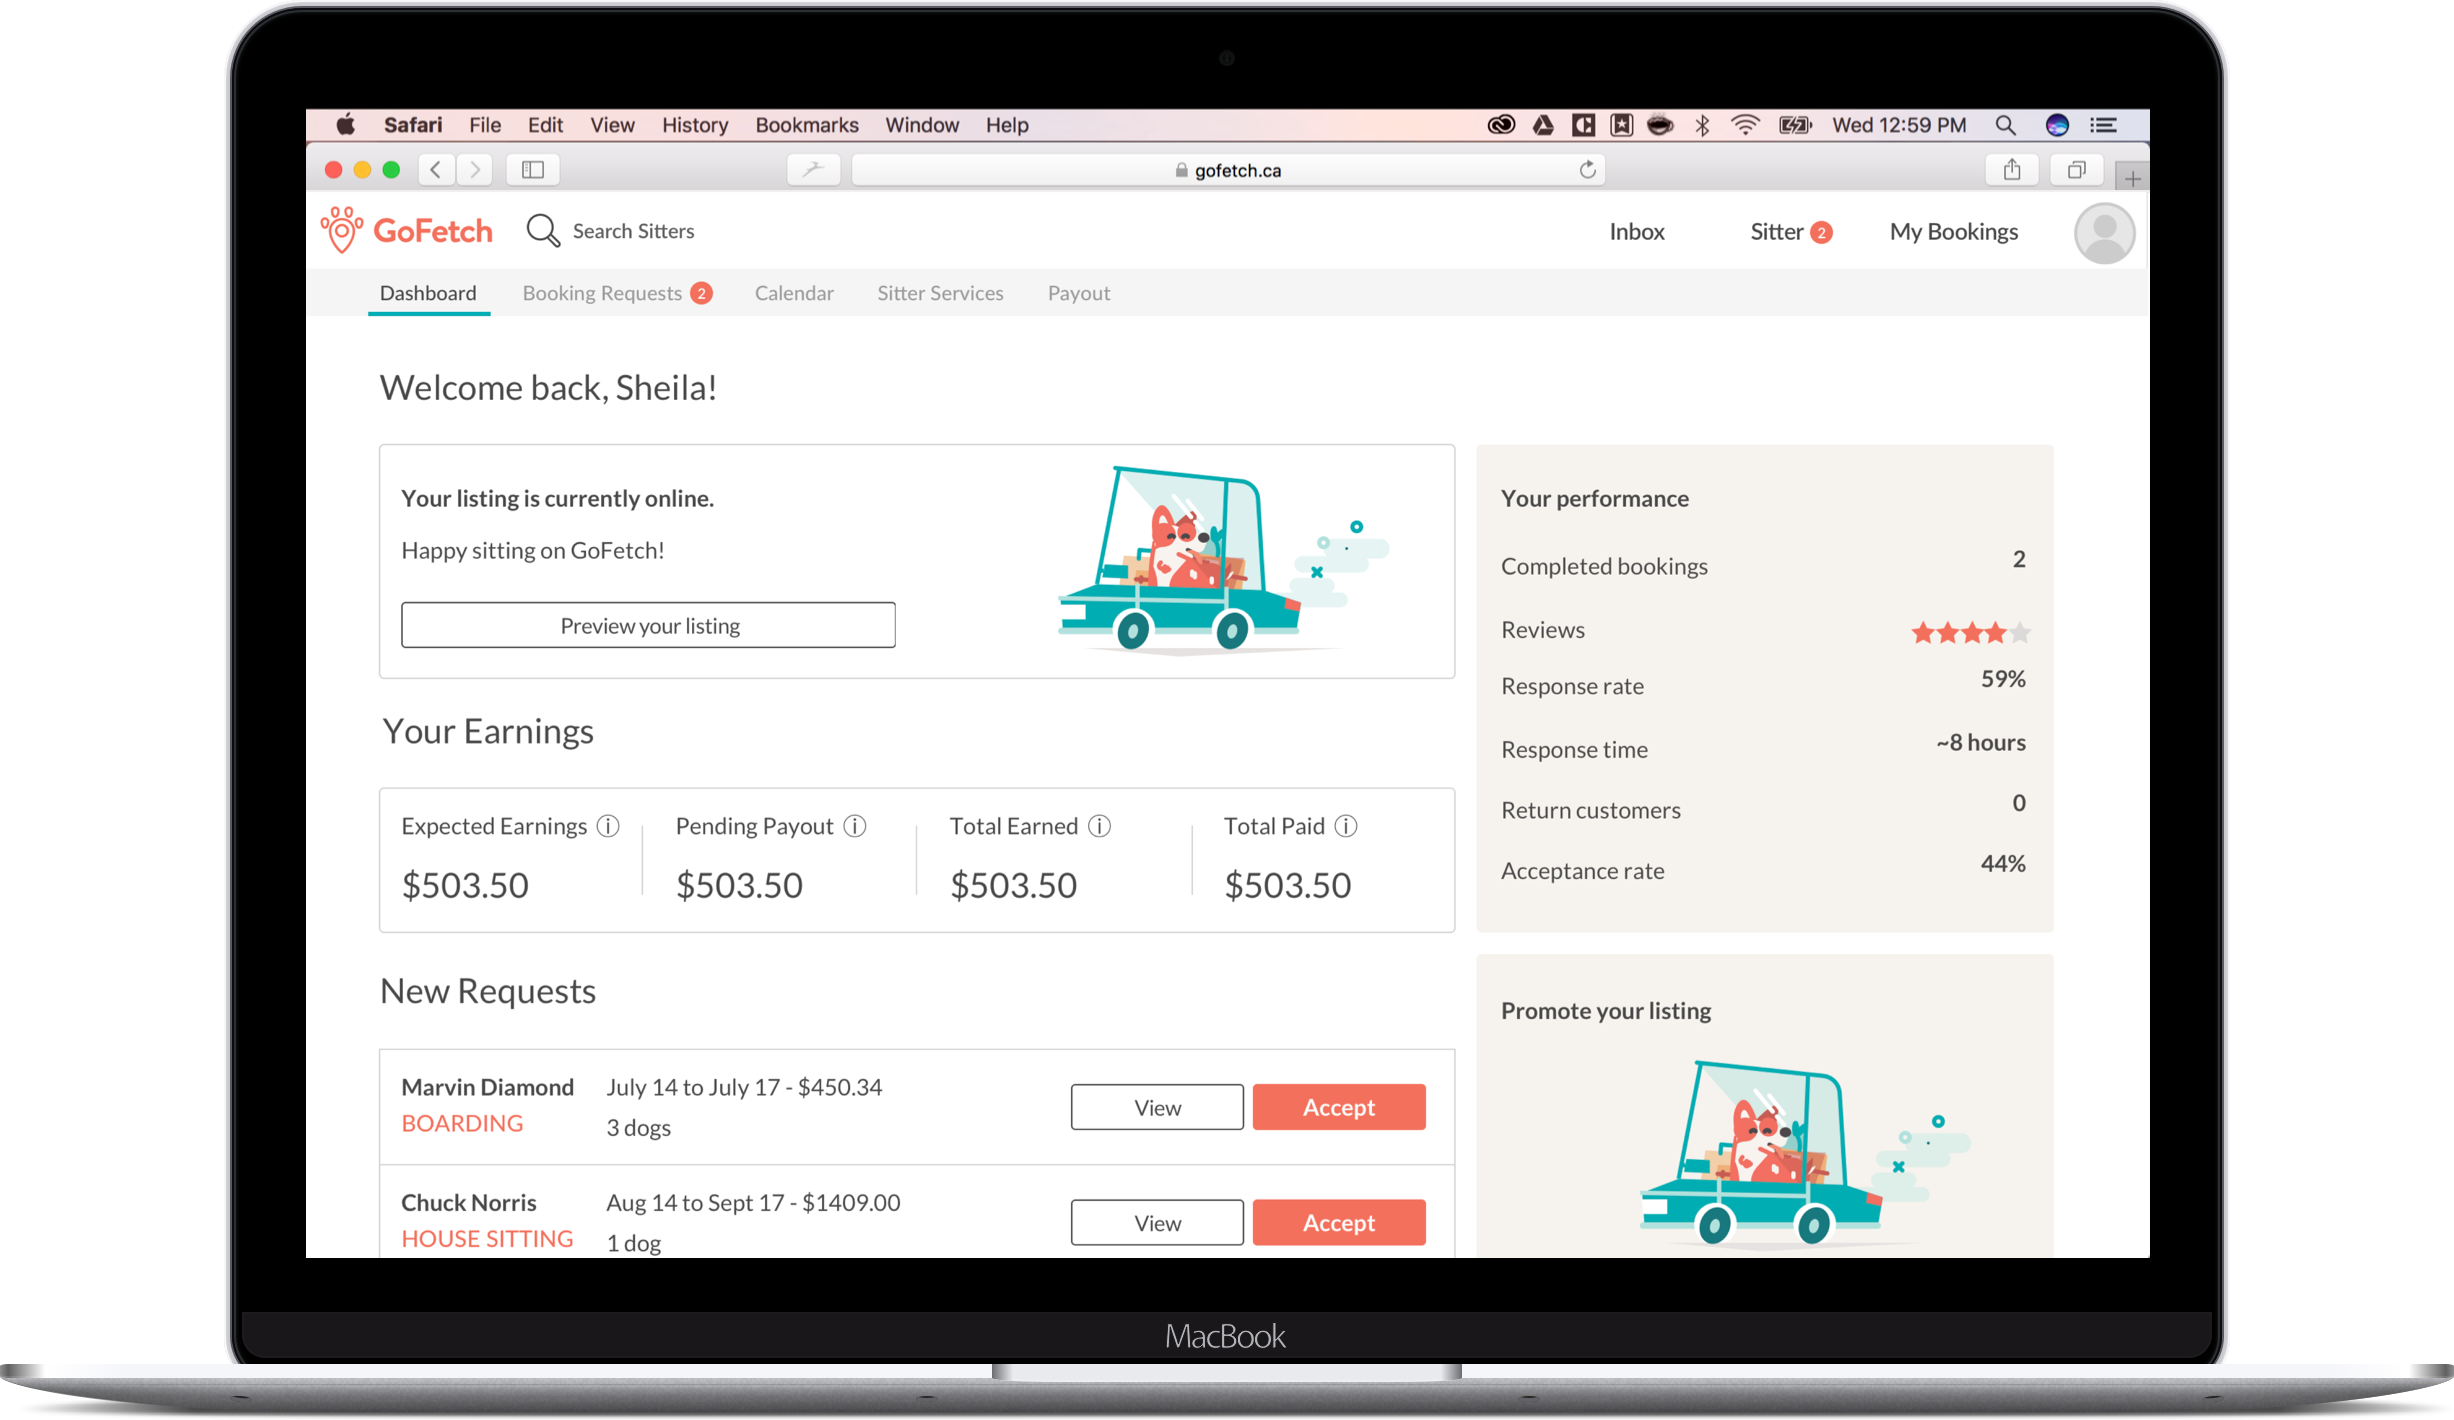 Safari File Edit View History Bookmarks Window Help Wed 12:59 PM
gofetch.ca
GoFetch Search Sitters Inbox Sitter 2 My Bookings
Dashboard Booking Requests 2 Calendar Sitter Services Payout
Welcome back, Sheila!
Your listing is currently online.
Happy sitting on GoFetch!
Preview your listing
Your performance
Completed bookings 2
Reviews
Response rate 59%
Response time ~8 hours
Return customers 0
Acceptance rate 44%
Your Earnings
Expected Earnings Pending Payout Total Earned Total Paid
$503.50 $503.50 $503.50 $503.50
New Requests
Marvin Diamond July 14 to July 17 - $450.34
BOARDING 3 dogs
View Accept
Chuck Norris Aug 14 to Sept 17 - $1409.00
HOUSE SITTING 1 dog
View Accept
Promote your listing
MacBook